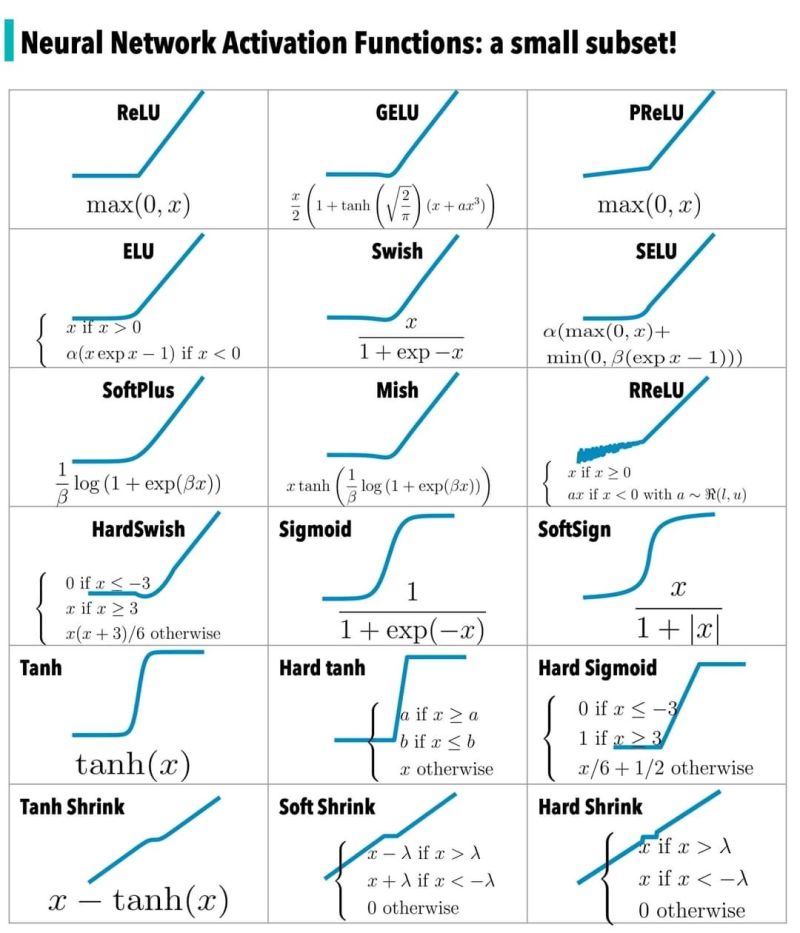 Neural Network Activation Functions: a small subset!
ReLU
max(0, x)
GELU
x/2 (1 + tanh (√(2/π)) (x + ax³))
PReLU
max(0, x)
ELU
{ x if x > 0
α(x exp x − 1) if x < 0
Swish
x
1 + exp −x
SELU
α(max(0, x)+
min(0, β(exp x − 1)))
SoftPlus
1/β log (1 + exp(βx))
Mish
x tanh (1/β log (1 + exp(βx)))
RReLU
{ x if x ≥ 0
ax if x < 0 with a ∼ ℜ(l, u)
HardSwish
{ 0 if x ≤ −3
x if x ≥ 3
x(x + 3)/6 otherwise
Sigmoid
1
1 + exp(−x)
SoftSign
x
1 + |x|
Tanh
tanh(x)
Hard tanh
{ a if x ≥ a
b if x ≤ b
x otherwise
Hard Sigmoid
{ 0 if x ≤ −3
1 if x ≥ 3
x/6 + 1/2 otherwise
Tanh Shrink
x − tanh(x)
Soft Shrink
{ x − λ if x > λ
x + λ if x < −λ
0 otherwise
Hard Shrink
{ x if x > λ
x if x < −λ
0 otherwise